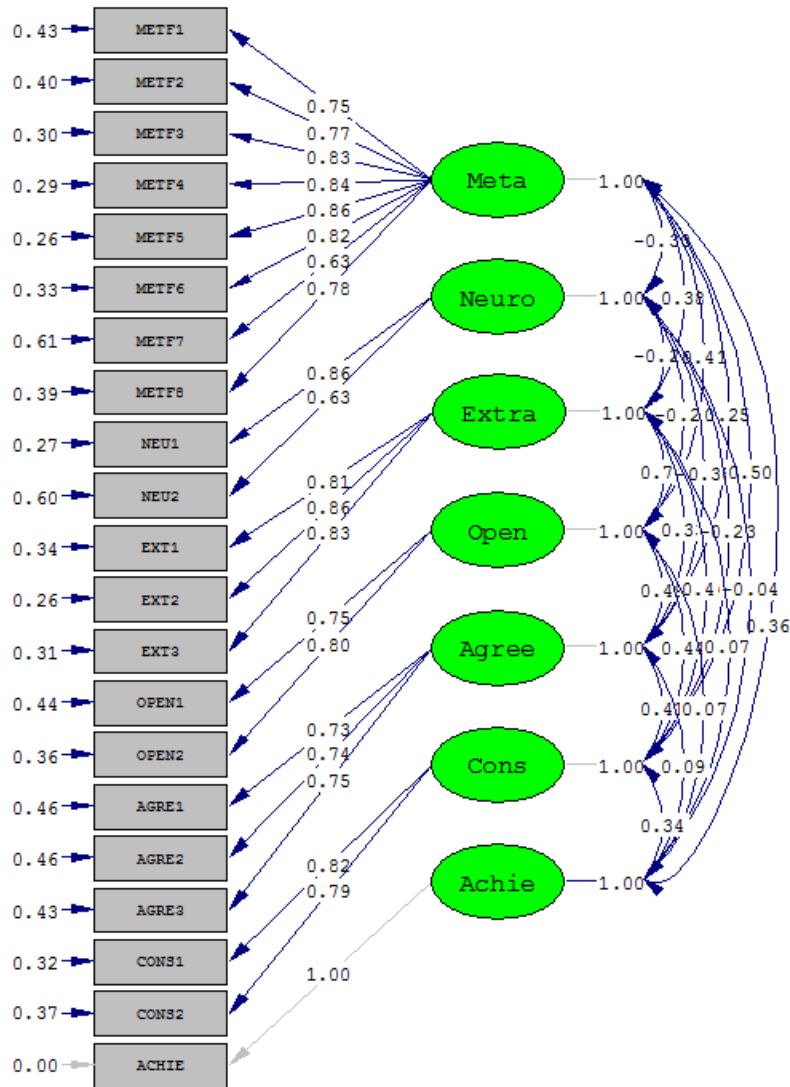 0.43 METF1
0.40 METF2
0.75
0.77
0.30 METF3
0.83
Meta 1.00
0.29 METF4
0.84
0.86
0.26 METF5
0.82
-0.30
0.63
0.33 METF6
0.78
Neuro 1.00 0.38
0.61 METF7
0.41
0.86
0.39 METF8
0.63
Extra 1.00 0.25
0.27 NEU1
0.50
0.81
0.60 NEU2
0.86
0.83
Open 1.00 -0.23
0.34 EXT1
0.26 EXT2
-0.04
0.75
0.36
0.31 EXT3
0.80
Agree 1.00 0.07
0.44 OPEN1
0.07
0.73
0.36 OPEN2
0.74
Cons 1.00 0.09
0.75
0.46 AGRE1
0.34
0.46 AGRE2
0.82
Achie 1.00
0.79
0.43 AGRE3
0.32 CONS1
1.00
0.37 CONS2
0.00 ACHIE